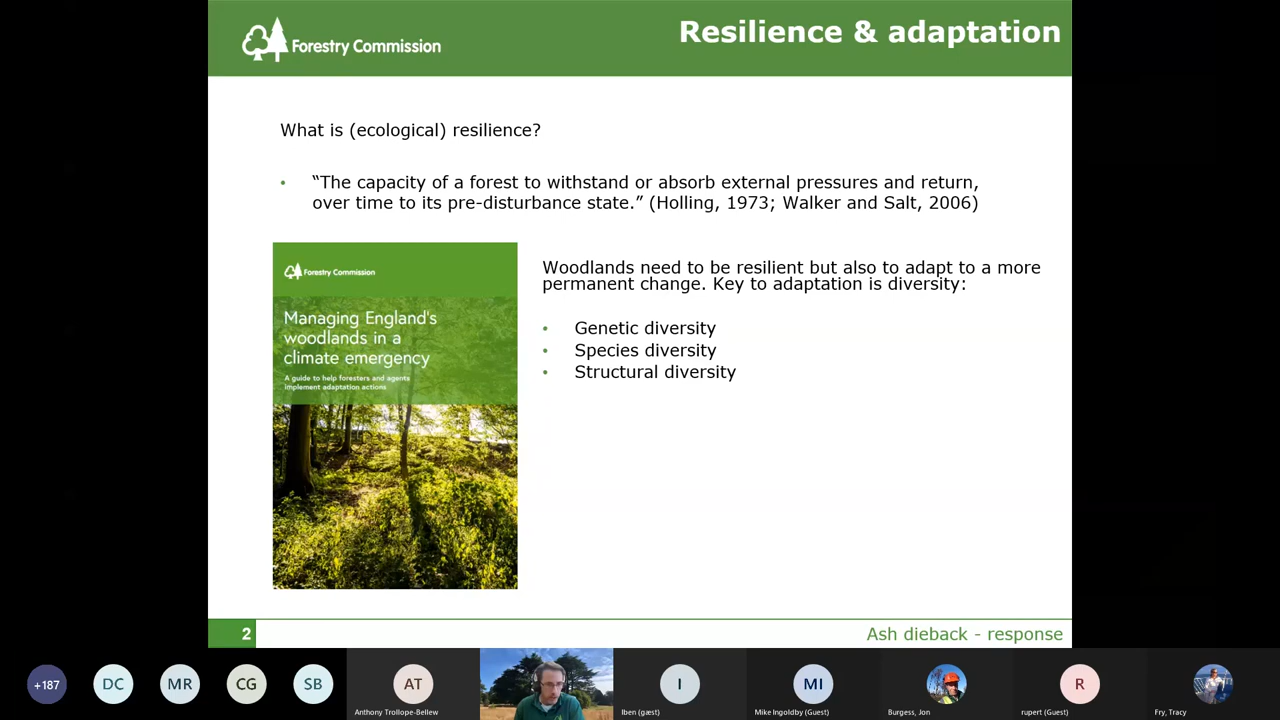 Forestry Commission
Resilience & adaptation
What is (ecological) resilience?
• “The capacity of a forest to withstand or absorb external pressures and return,
over time to its pre-disturbance state.” (Holling, 1973; Walker and Salt, 2006)
Forestry Commission
Managing England's
woodlands in a
climate emergency
A guide to help foresters and agents
implement adaptation actions
Woodlands need to be resilient but also to adapt to a more
permanent change. Key to adaptation is diversity:
• Genetic diversity
• Species diversity
• Structural diversity
2
Ash dieback - response
+187
DC
MR
CG
SB
AT
Anthony Trollope-Bellew
I
Iben (gæst)
MI
Mike Ingoldby (Guest)
Burgess, Jon
R
rupert (Guest)
Fry, Tracy